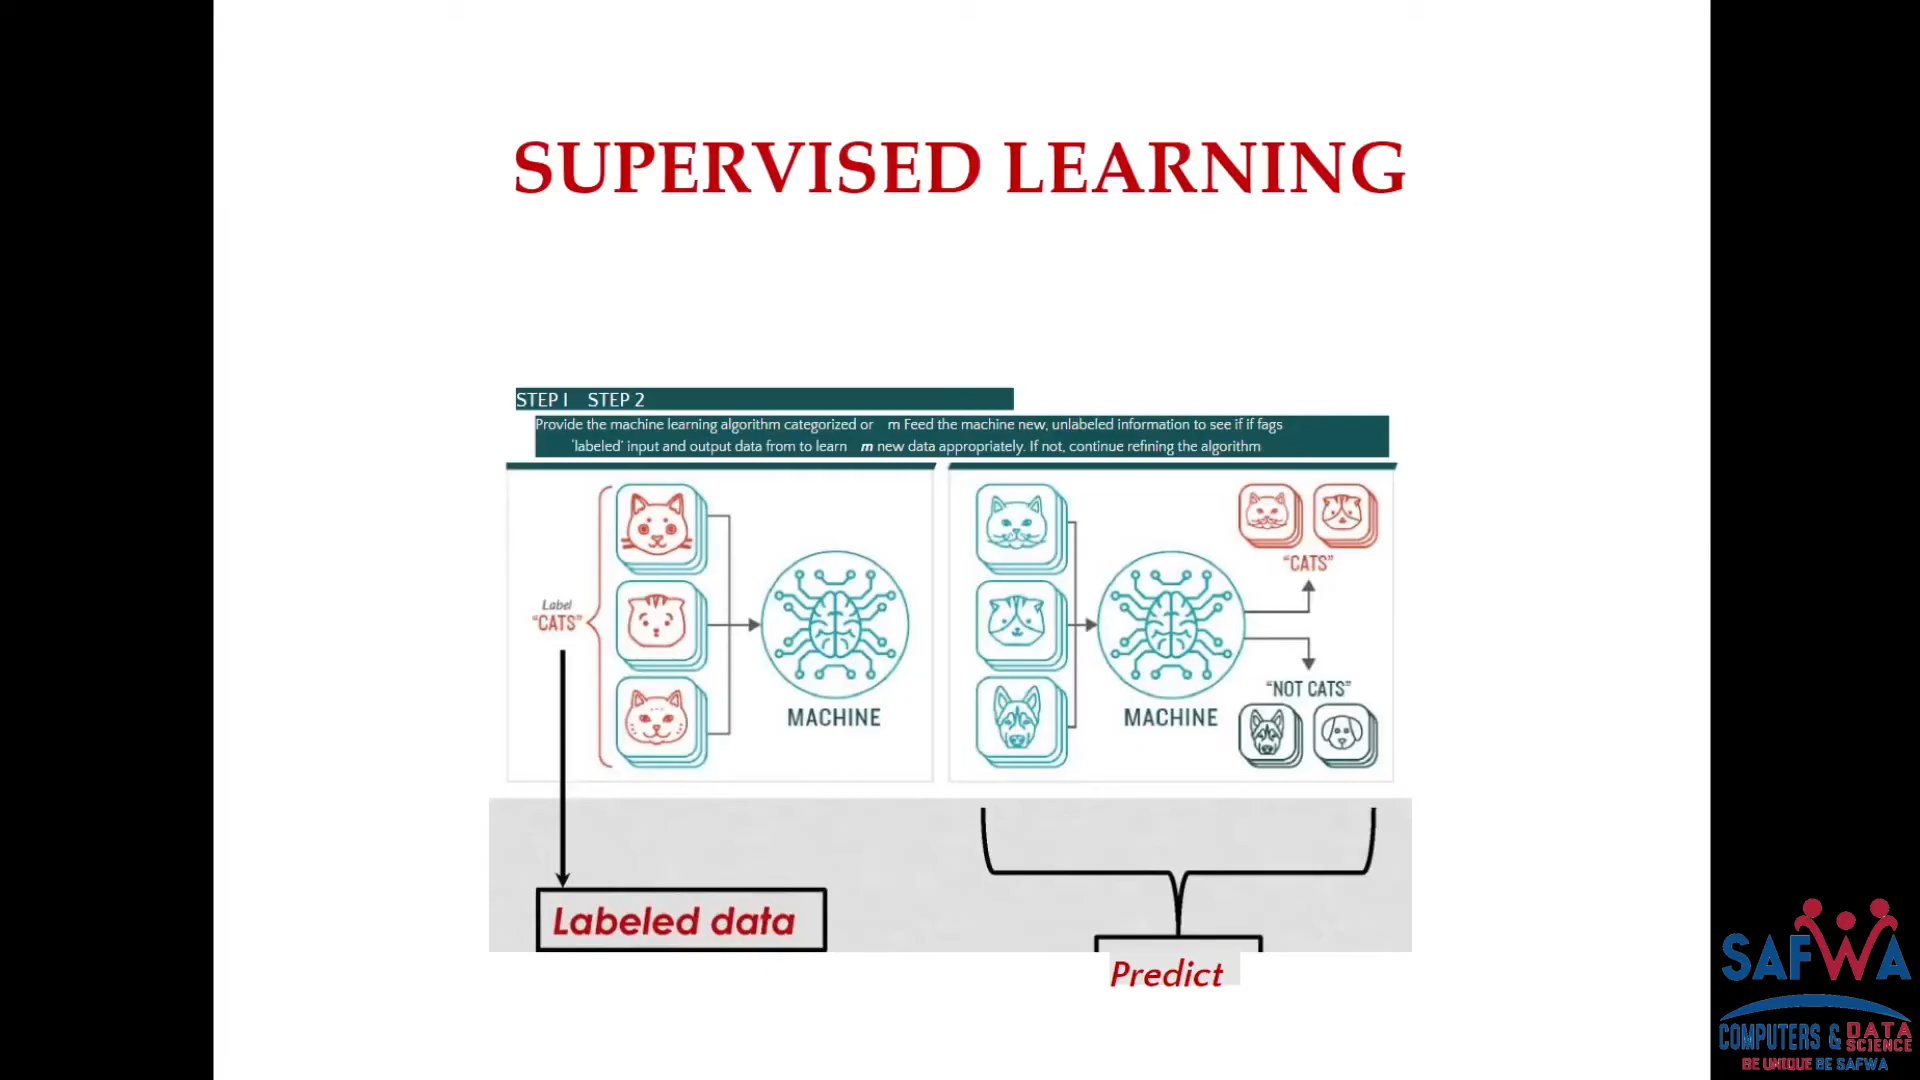 SUPERVISED LEARNING
STEP I STEP 2
Provide the machine learning algorithm categorized or m Feed the machine new, unlabeled information to see if if fags
'labeled' input and output data from to learn m new data appropriately. If not, continue refining the algorithm
Label
"CATS"
MACHINE
MACHINE
"CATS"
"NOT CATS"
Labeled data
Predict
SAFWA
COMPUTERS & DATA SCIENCE
BE UNIQUE BE SAFWA